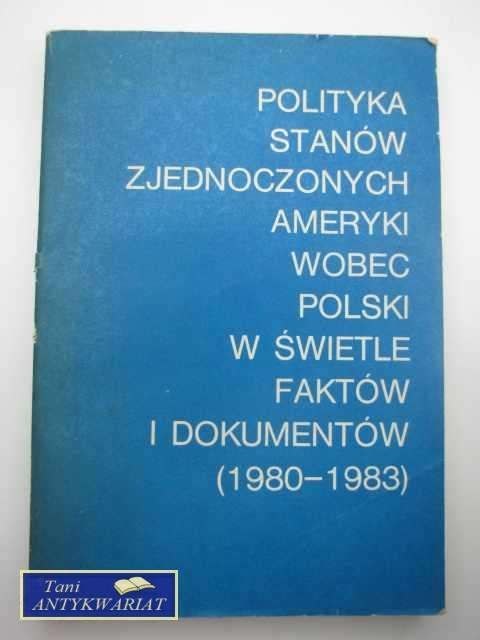 POLITYKA
STANÓW
ZJEDNOCZONYCH
AMERYKI
WOBEC
POLSKI
W ŚWIETLE
FAKTÓW
I DOKUMENTÓW
(1980–1983)
Tani
ANTYKWARIAT